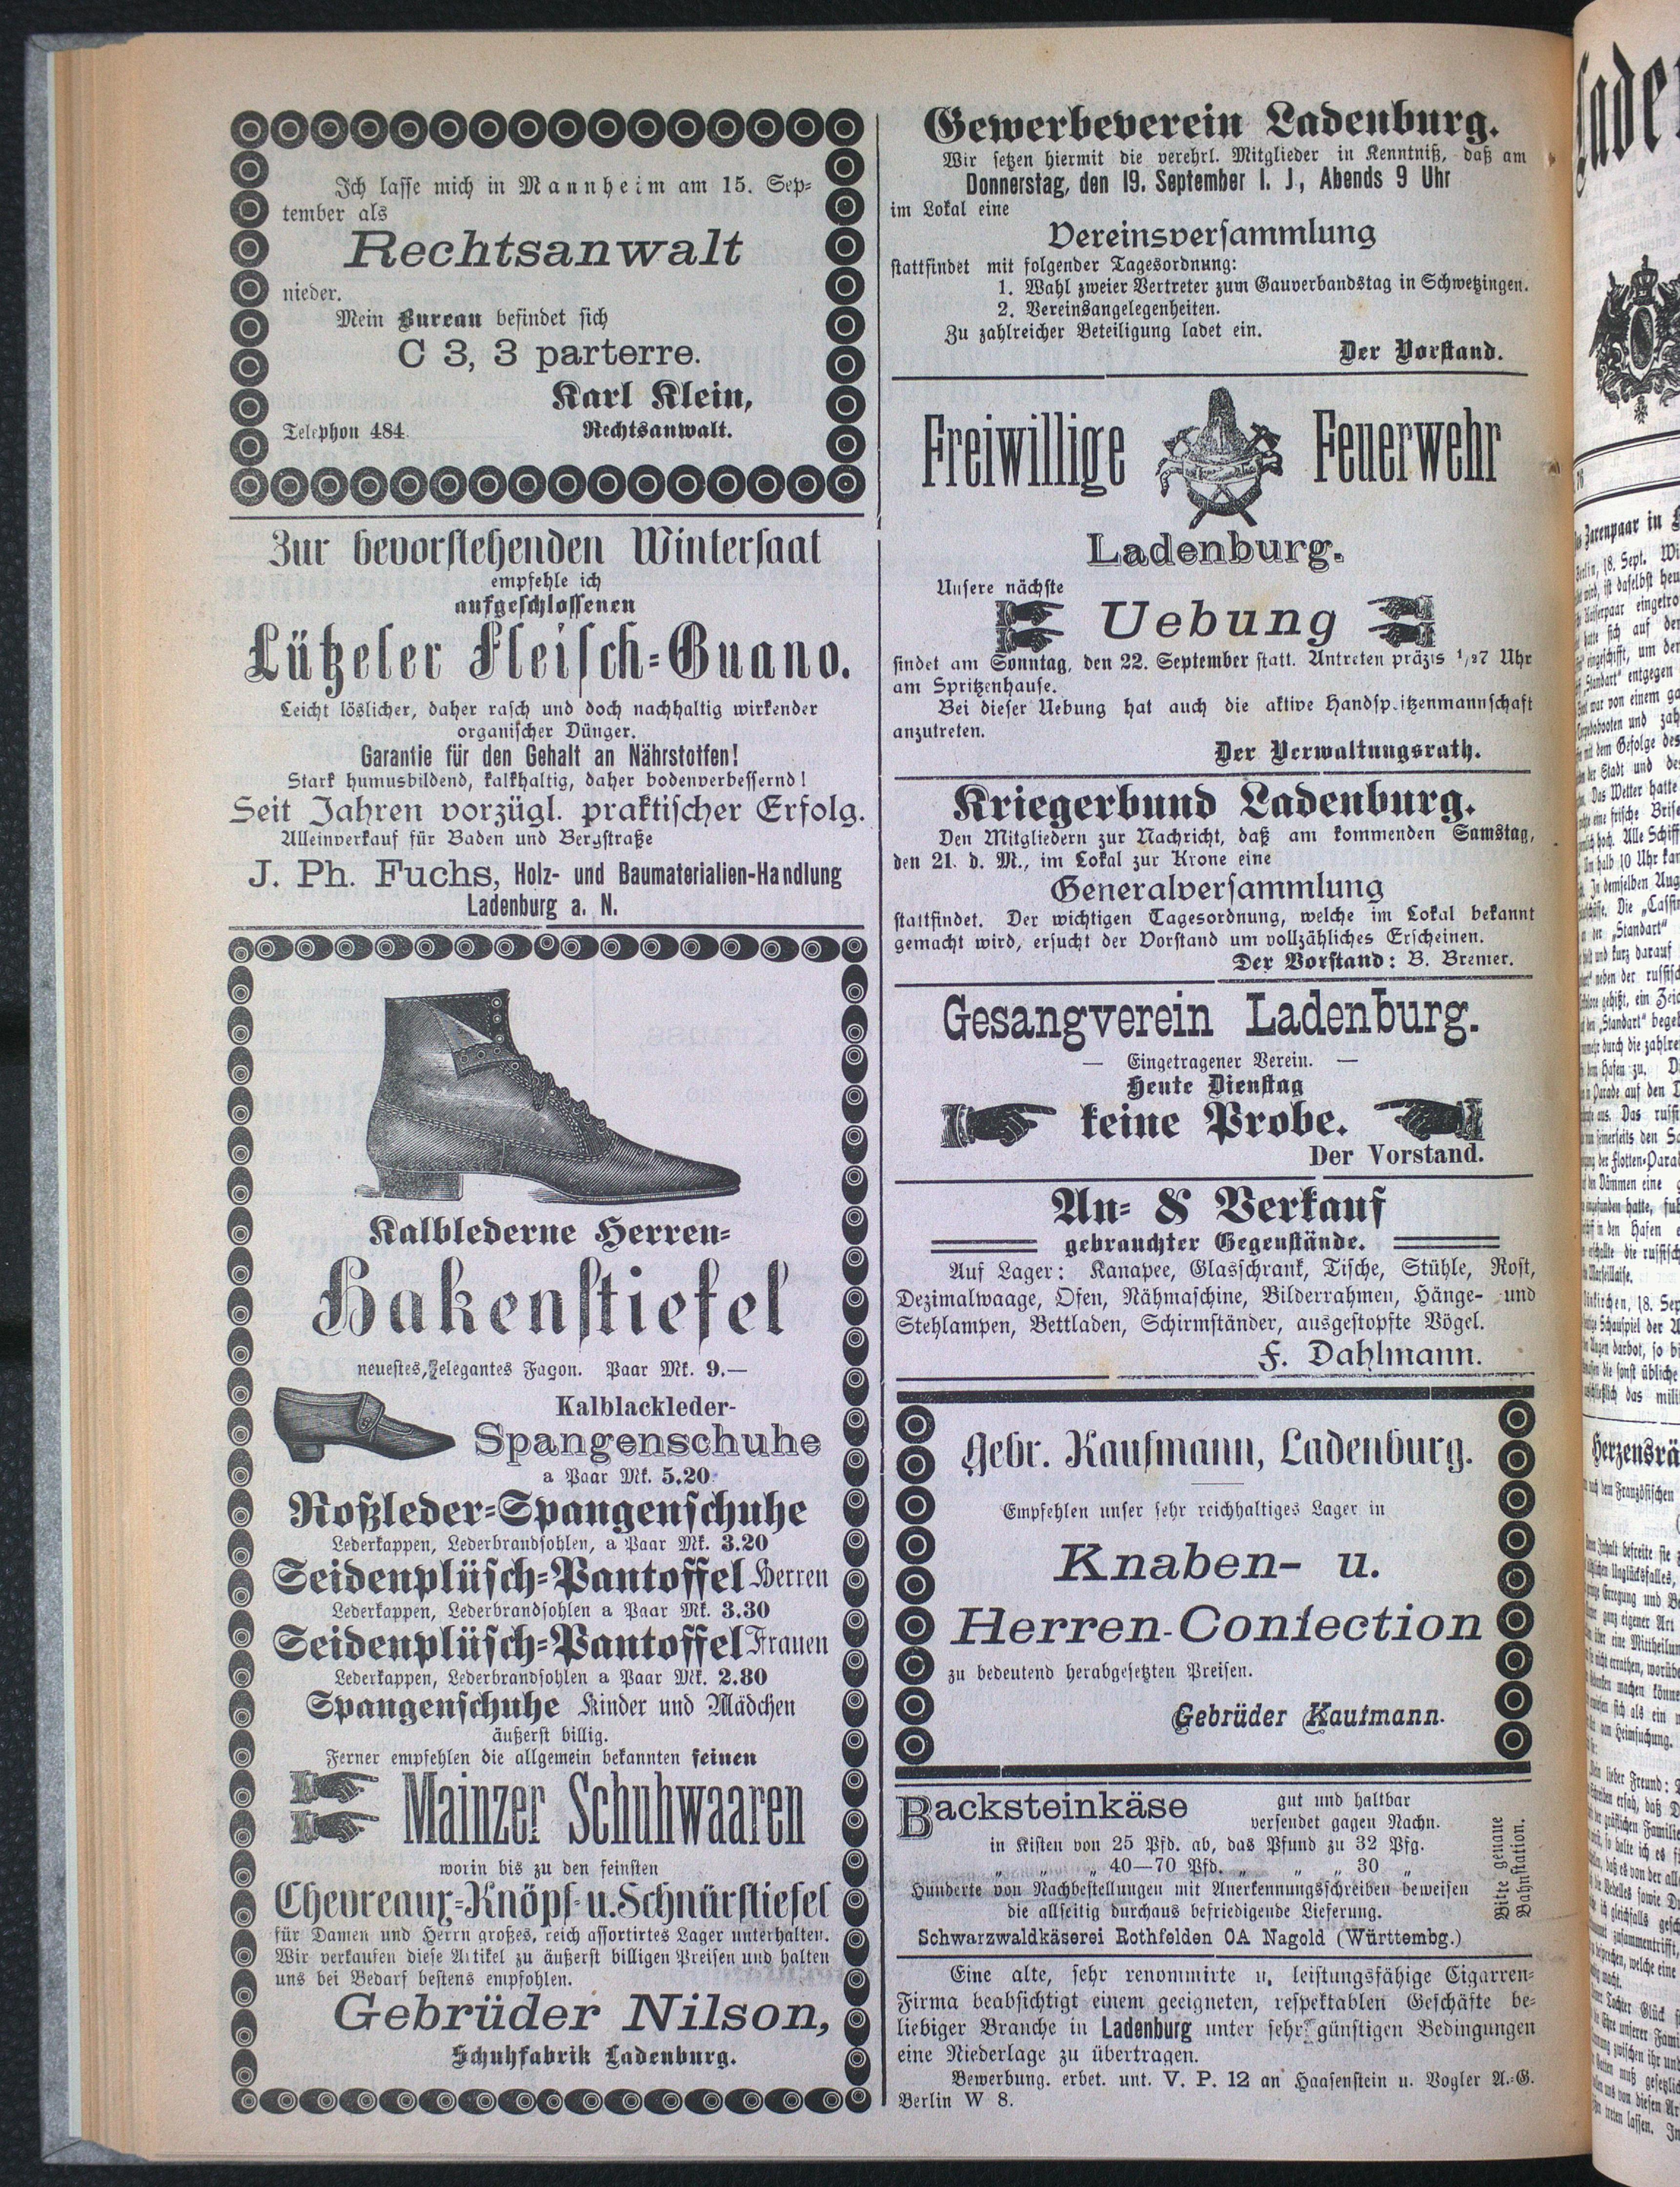 Ich lasse mich in Mannheim am 15. Sep-
tember als
Rechtsanwalt
nieder.
Mein Bureau befindet sich
C 3, 3 parterre.
Karl Klein,
Telephon 484. Rechtsanwalt.
Zur bevorstehenden Wintersaat
empfehle ich
aufgeschlossenen
Lützeler Fleisch-Guano.
Leicht löslicher, daher rasch und doch nachhaltig wirkender
organischer Dünger.
Garantie für den Gehalt an Nährstoffen!
Stark humusbildend, kalkhaltig, daher bodenverbessernd!
Seit Jahren vorzügl. praktischer Erfolg.
Alleinverkauf für Baden und Bergstraße
J. Ph. Fuchs, Holz- und Baumaterialien-Handlung
Ladenburg a. N.
Kalblederne Herren-
Hakenstiefel
neuestes, elegantes Façon. Paar Mk. 9.—
Kalblackleder-
Spangenschuhe
a Paar Mk. 5.20.
Roßleder-Spangenschuhe
Lederkappen, Lederbrandsohlen, a Paar Mk. 3.20
Seidenplüsch-Pantoffel Herren
Lederkappen, Lederbrandsohlen a Paar Mk. 3.30
Seidenplüsch-Pantoffel Frauen
Lederkappen, Lederbrandsohlen a Paar Mk. 2.80
Spangenschuhe Kinder und Mädchen
äußerst billig.
Ferner empfehlen die allgemein bekannten feinen
Mainzer Schuhwaaren
worin bis zu den feinsten
Chevreaux-Knöpf- u. Schnürstiefel
für Damen und Herrn großes, reich assortirtes Lager unterhalten.
Wir verkaufen diese Artikel zu äußerst billigen Preisen und halten
uns bei Bedarf bestens empfohlen.
Gebrüder Nilson,
Schuhfabrik Ladenburg.
Gewerbeverein Ladenburg.
Wir setzen hiermit die verehrl. Mitglieder in Kenntniß, daß am
Donnerstag, den 19. September l. J., Abends 9 Uhr
im Lokal eine
Vereinsversammlung
stattfindet mit folgender Tagesordnung:
1. Wahl zweier Vertreter zum Gauverbandstag in Schwetzingen.
2. Vereinsangelegenheiten.
Zu zahlreicher Beteiligung ladet ein.
Der Vorstand.
Freiwillige Feuerwehr
Ladenburg.
Unsere nächste
Uebung
findet am Sonntag, den 22. September statt. Antreten präzis 1/27 Uhr
am Spritzenhause.
Bei dieser Uebung hat auch die aktive Handspritzenmannschaft
anzutreten.
Der Verwaltungsrath.
Kriegerbund Ladenburg.
Den Mitgliedern zur Nachricht, daß am kommenden Samstag,
den 21. d. M., im Lokal zur Krone eine
Generalversammlung
stattfindet. Der wichtigen Tagesordnung, welche im Lokal bekannt
gemacht wird, ersucht der Vorstand um vollzähliches Erscheinen.
Der Vorstand: B. Bremer.
Gesangverein Ladenburg.
— Eingetragener Verein. —
Heute Dienstag
keine Probe.
Der Vorstand.
An- & Verkauf
gebrauchter Gegenstände.
Auf Lager: Kanapee, Glasschrank, Tische, Stühle, Rost,
Dezimalwaage, Ofen, Nähmaschine, Bilderrahmen, Hänge- und
Stehlampen, Bettladen, Schirmständer, ausgestopfte Vögel.
F. Dahlmann.
Gebr. Kaufmann, Ladenburg.
Empfehlen unser sehr reichhaltiges Lager in
Knaben- u.
Herren-Confection
zu bedeutend herabgesetzten Preisen.
Gebrüder Kaufmann.
Backsteinkäse gut und haltbar
versendet gegen Nachn.
in Kisten von 25 Pfd. ab, das Pfund zu 32 Pfg.
„ „ „ 40—70 Pfd. „ „ „ 30 „
Hunderte von Nachbestellungen mit Anerkennungsschreiben beweisen
die allseitig durchaus befriedigende Lieferung.
Schwarzwaldkäserei Rothfelden OA Nagold (Württembg.)
Bitte genaue
Bahnstation.
Eine alte, sehr renommirte u. leistungsfähige Cigarren-
Firma beabsichtigt einem geeigneten, respektablen Geschäfte be-
liebiger Branche in Ladenburg unter sehr günstigen Bedingungen
eine Niederlage zu übertragen.
Bewerbung. erbet. unt. V. P. 12 an Haasenstein u. Vogler A.-G.
Berlin W 8.